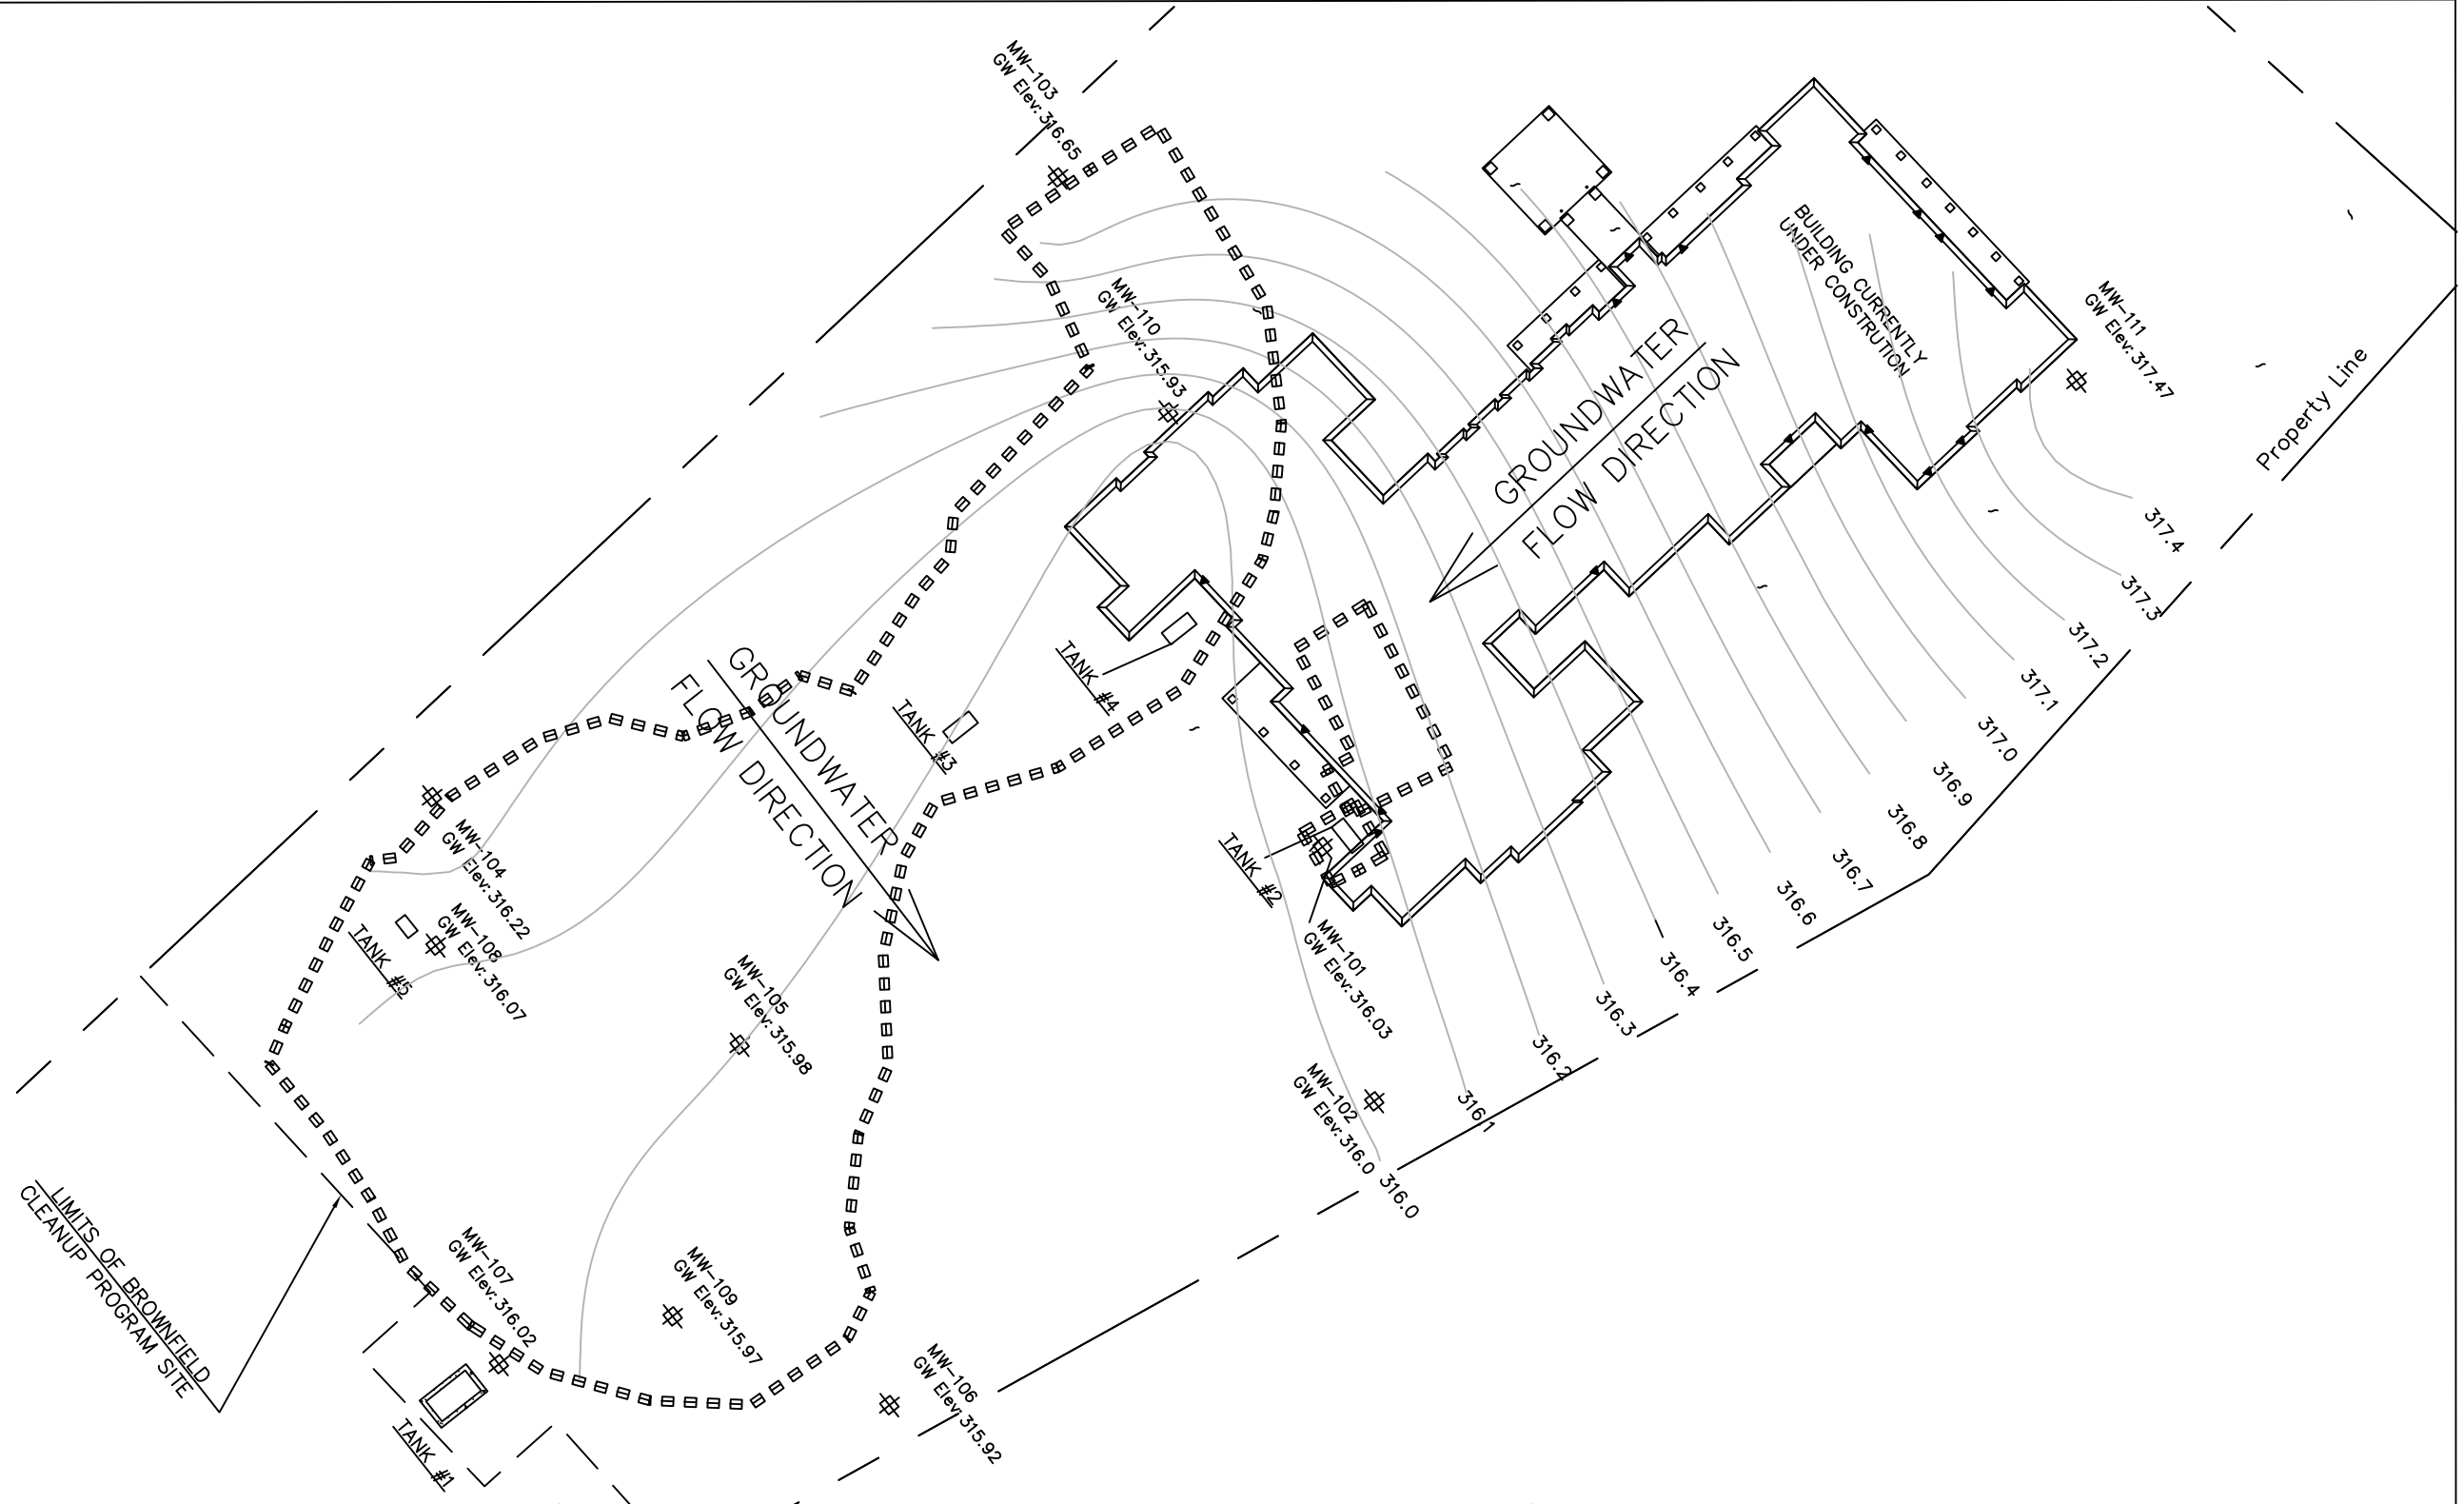 MW-103
GW Elev: 316.65
MW-110
GW Elev: 315.93
BUILDING CURRENTLY
UNDER CONSTRUTION
MW-111
GW Elev: 317.47
Property Line
GROUNDWATER
FLOW DIRECTION
317.4
317.3
317.2
317.1
317.0
316.9
316.8
316.7
316.6
316.5
316.4
316.3
316.2
316.1
316.0
TANK #4
TANK #3
GROUNDWATER
FLOW DIRECTION
TANK #2
MW-101
GW Elev: 316.03
MW-104
GW Elev: 316.22
MW-108
GW Elev: 316.07
TANK #5
MW-105
GW Elev: 315.98
MW-102
GW Elev: 316.0
LIMITS OF BROWNFIELD
CLEANUP PROGRAM SITE
MW-107
GW Elev: 316.02
MW-109
GW Elev: 315.97
MW-106
GW Elev: 315.92
TANK #1